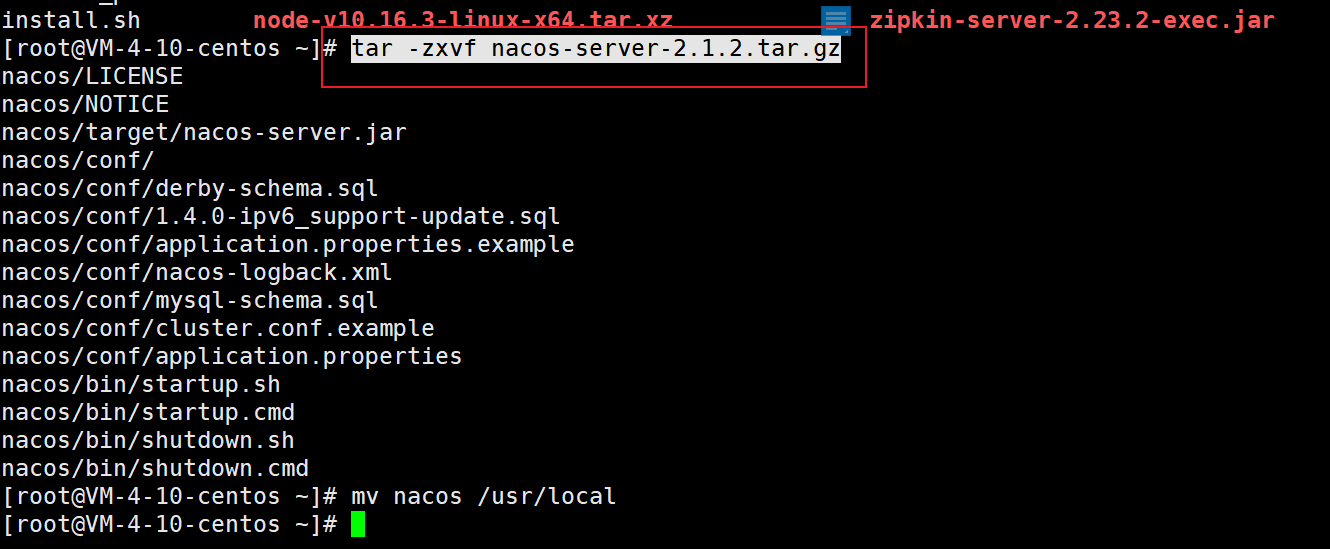 install.sh node-v10.16.3-linux-x64.tar.xz zipkin-server-2.23.2-exec.jar
[root@VM-4-10-centos ~]# tar -zxvf nacos-server-2.1.2.tar.gz
nacos/LICENSE
nacos/NOTICE
nacos/target/nacos-server.jar
nacos/conf/
nacos/conf/derby-schema.sql
nacos/conf/1.4.0-ipv6_support-update.sql
nacos/conf/application.properties.example
nacos/conf/nacos-logback.xml
nacos/conf/mysql-schema.sql
nacos/conf/cluster.conf.example
nacos/conf/application.properties
nacos/bin/startup.sh
nacos/bin/startup.cmd
nacos/bin/shutdown.sh
nacos/bin/shutdown.cmd
[root@VM-4-10-centos ~]# mv nacos /usr/local
[root@VM-4-10-centos ~]#